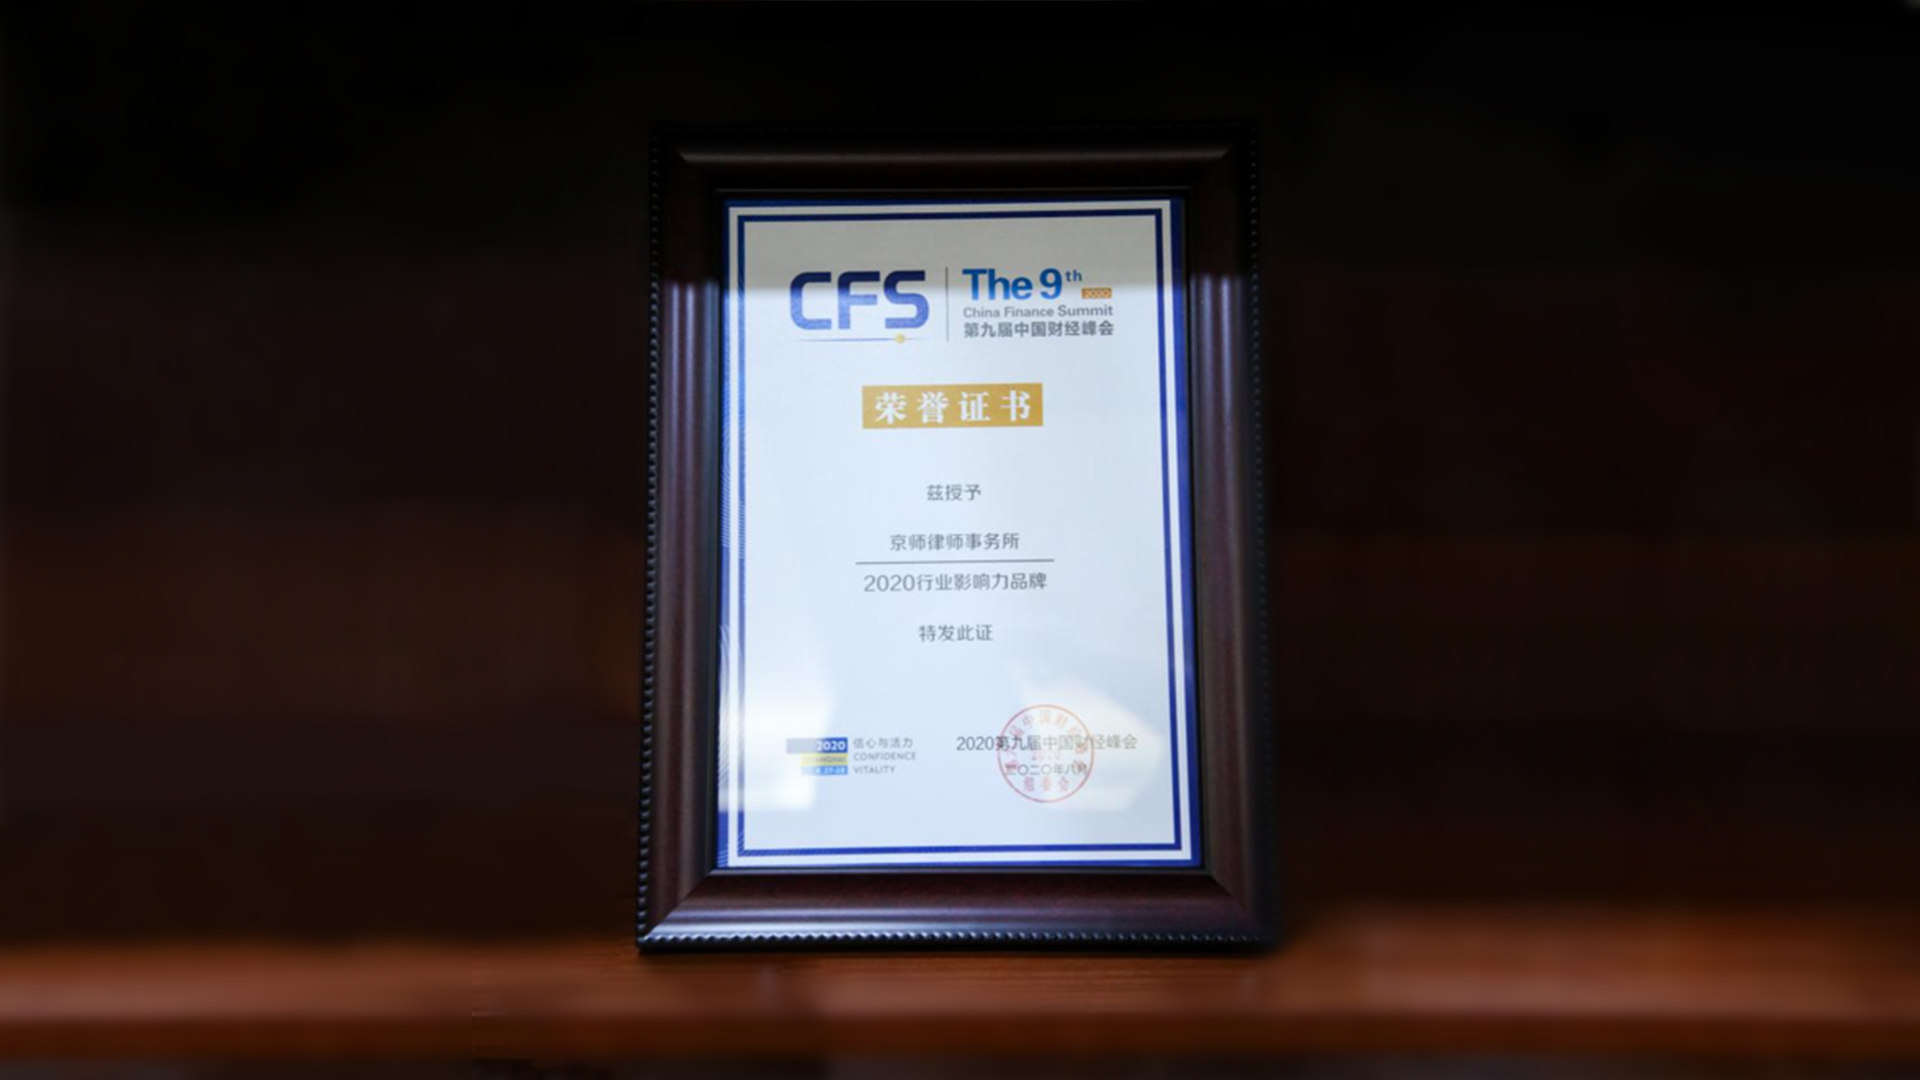 CFS
The 9th
2020
China Finance Summit
第九届中国财经峰会
荣誉证书
兹授予
京师律师事务所
2020行业影响力品牌
特发此证
2020
信心与活力
CONFIDENCE
VITALITY
2020第九届中国财经峰会
二〇二〇年八月